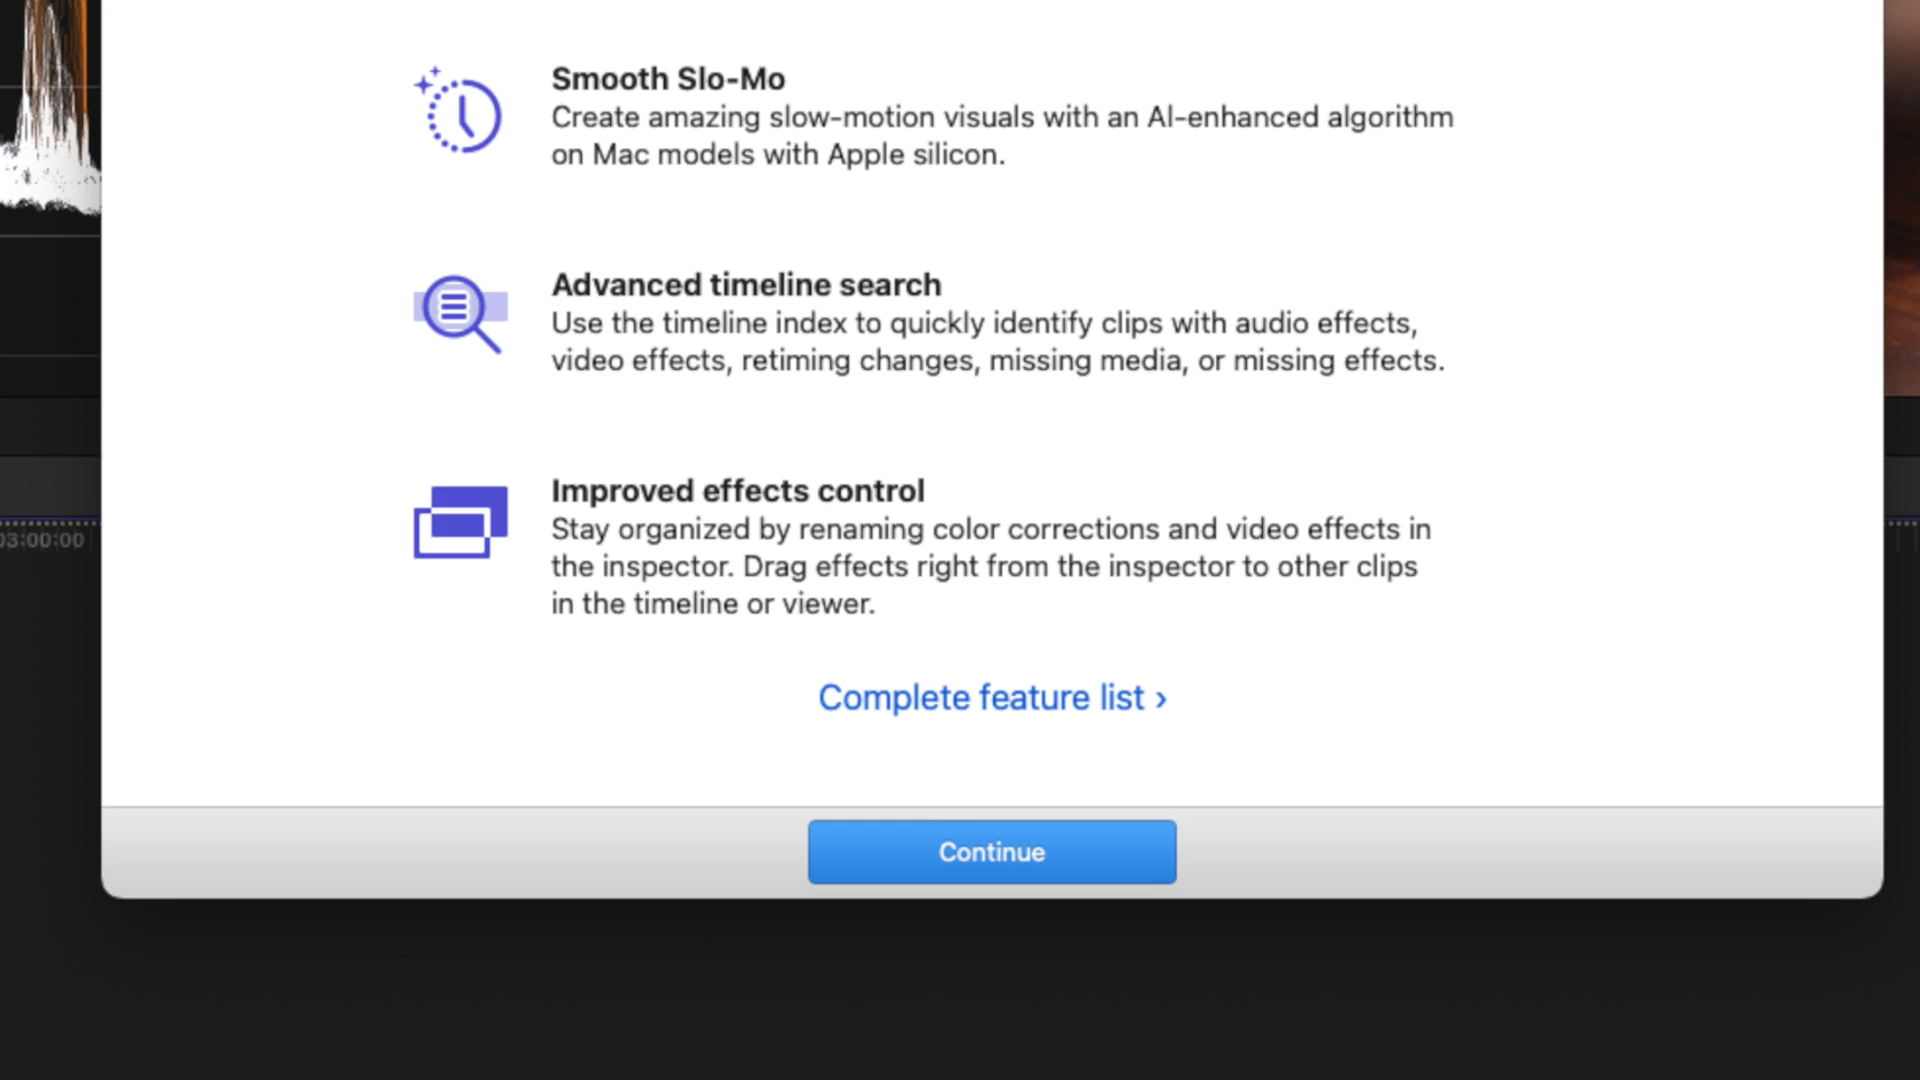 Smooth Slo-Mo
Create amazing slow-motion visuals with an AI-enhanced algorithm
on Mac models with Apple silicon.
Advanced timeline search
Use the timeline index to quickly identify clips with audio effects,
video effects, retiming changes, missing media, or missing effects.
Improved effects control
Stay organized by renaming color corrections and video effects in
the inspector. Drag effects right from the inspector to other clips
in the timeline or viewer.
03:00:00
Complete feature list ›
Continue